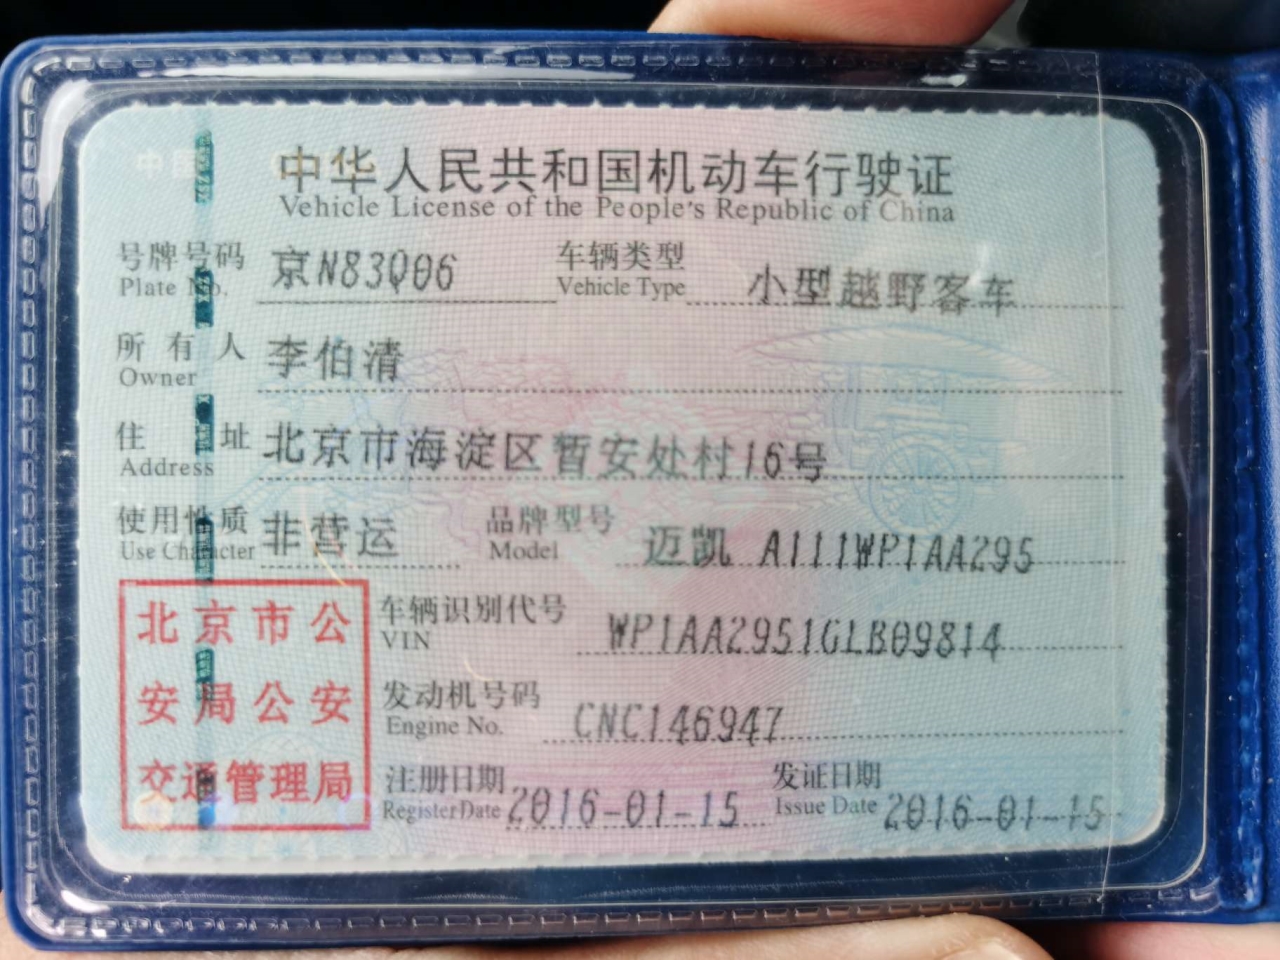 中华人民共和国机动车行驶证
Vehicle License of the People's Republic of China
号牌号码 京N83Q06 车辆类型 小型越野客车
Plate No. Vehicle Type
所有人 李伯清
Owner
住址 北京市海淀区暂安处村16号
Address
使用性质 非营运 品牌型号 迈凯 A111WP1AA295
Use Character Model
北京市公
安局公安
交通管理局
车辆识别代号 WP1AA2951GLB09814
VIN
发动机号码 CNC146947
Engine No.
注册日期 2016-01-15 发证日期 2016-01-15
Register Date Issue Date